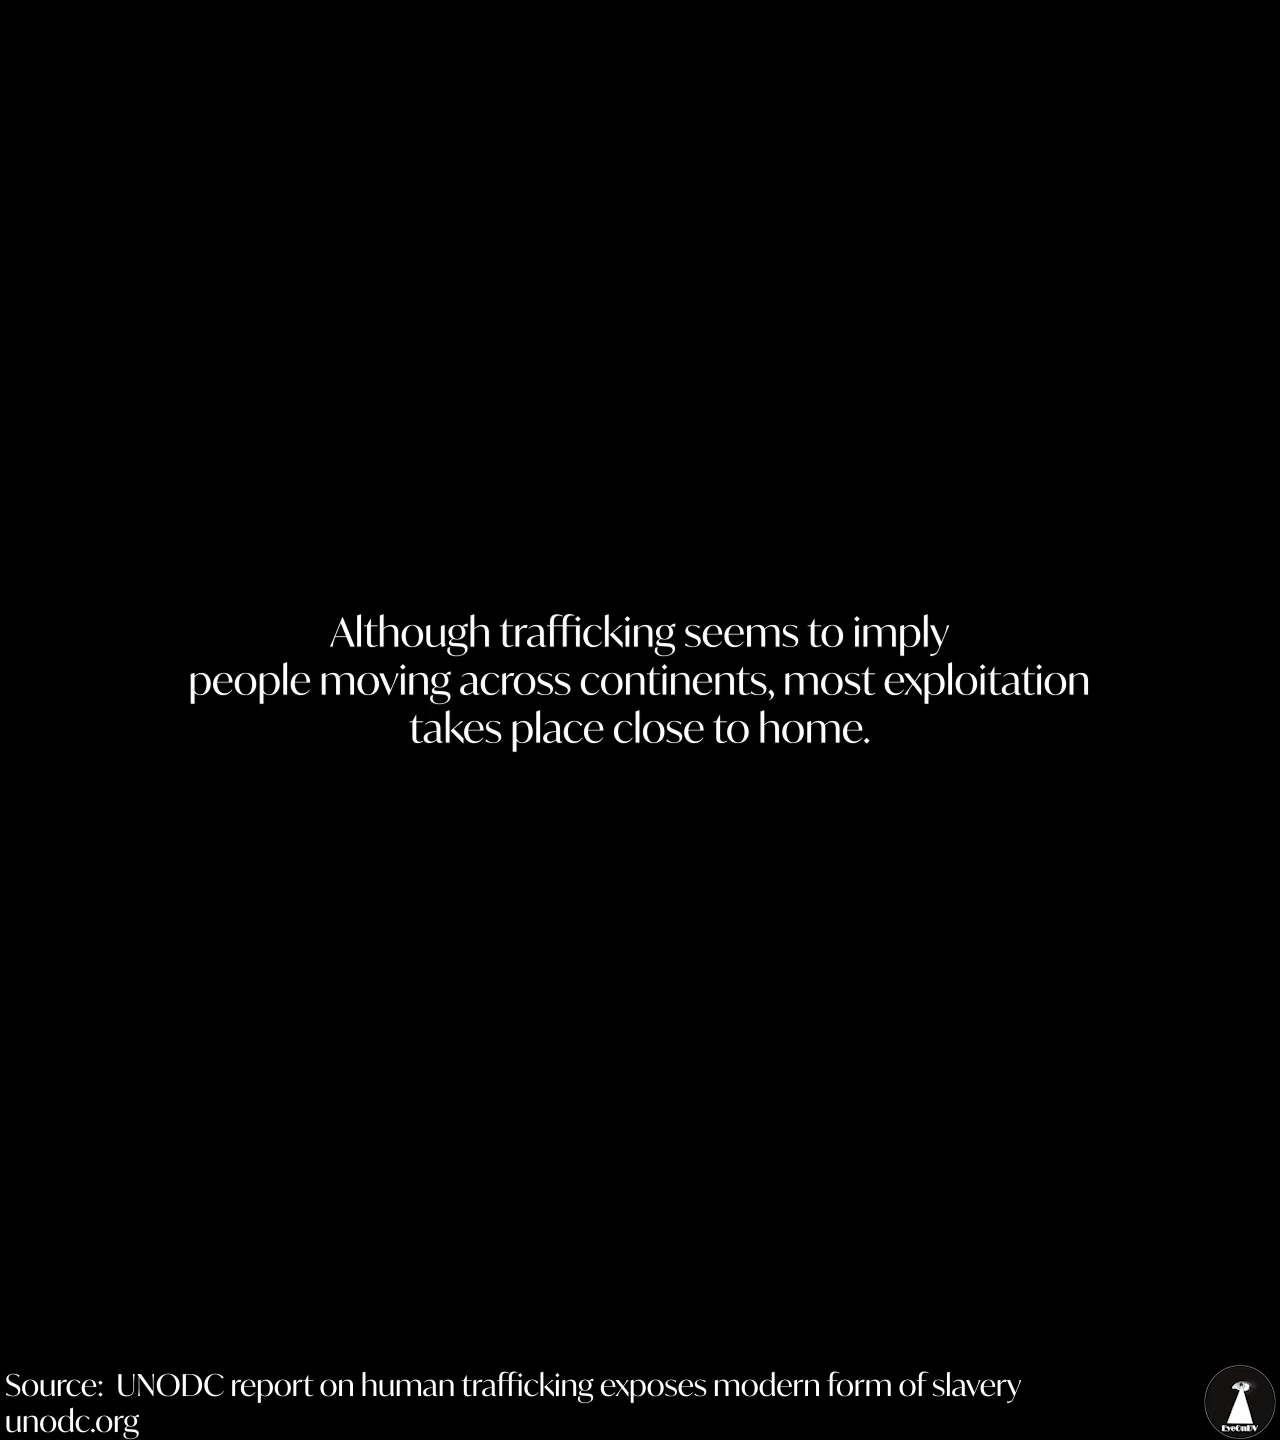 Although trafficking seems to imply
people moving across continents, most exploitation
takes place close to home.
Source: UNODC report on human trafficking exposes modern form of slavery
unodc.org
EyeOnDV